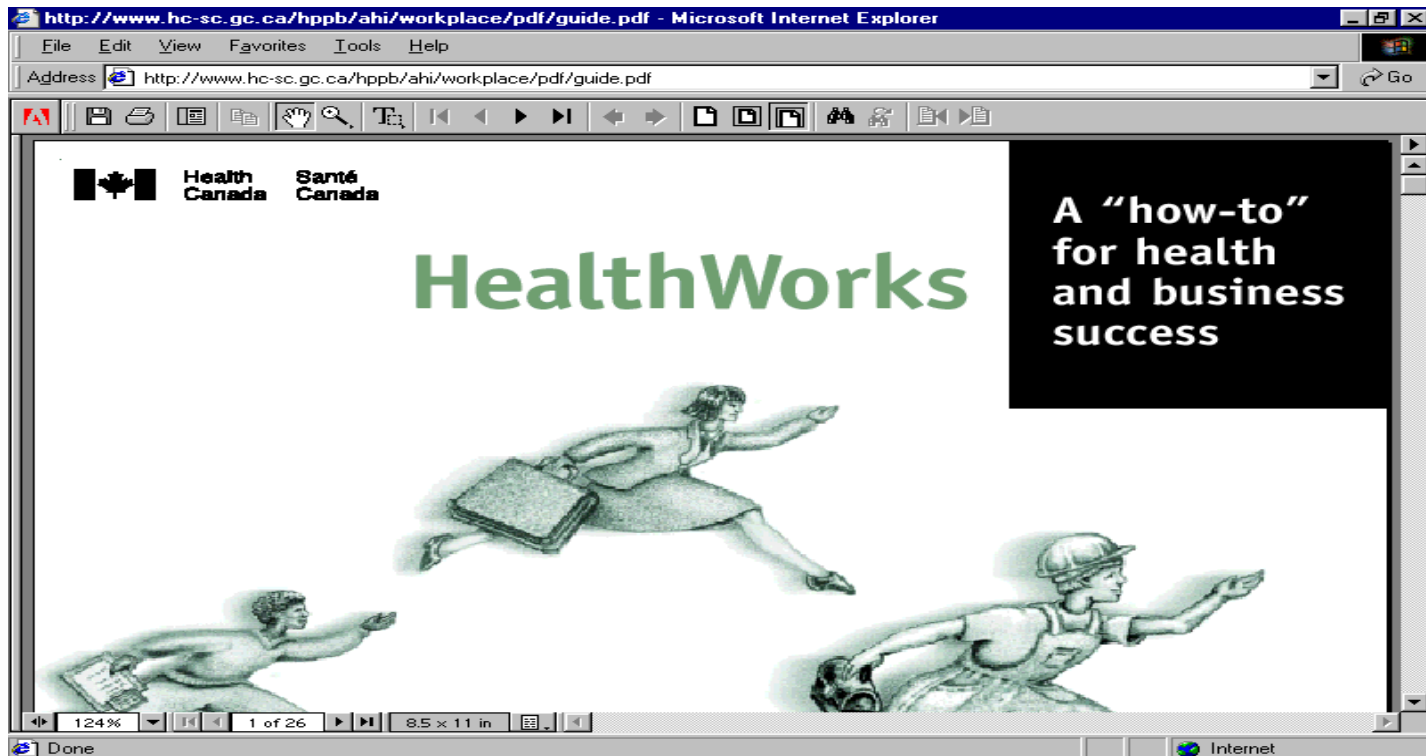 http://www.hc-sc.gc.ca/hppb/ahi/workplace/pdf/guide.pdf - Microsoft Internet Explorer
File Edit View Favorites Tools Help
Address http://www.hc-sc.gc.ca/hppb/ahi/workplace/pdf/guide.pdf Go
Health Santé
Canada Canada
HealthWorks
A “how-to”
for health
and business
success
124% 1 of 26 8.5 x 11 in
Done Internet